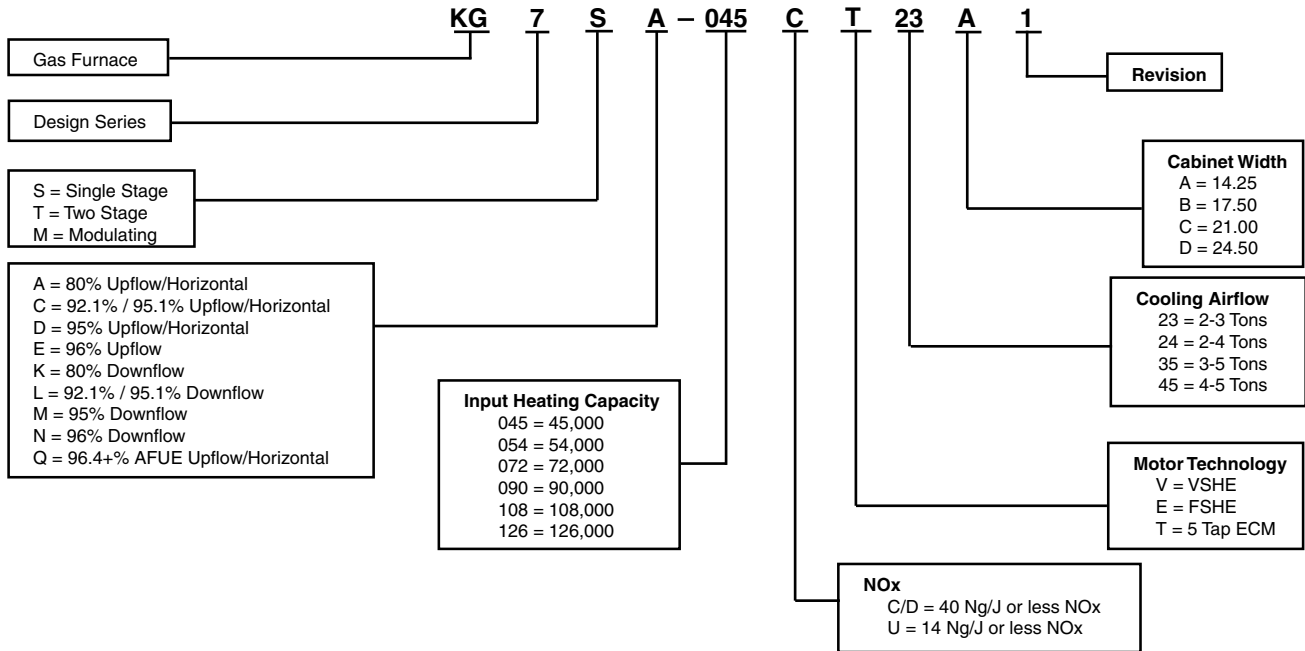 KG 7 S A – 045 C T 23 A 1
Gas Furnace
Revision
Design Series
S = Single Stage
T = Two Stage
M = Modulating
Cabinet Width
A = 14.25
B = 17.50
C = 21.00
D = 24.50
A = 80% Upflow/Horizontal
C = 92.1% / 95.1% Upflow/Horizontal
D = 95% Upflow/Horizontal
E = 96% Upflow
K = 80% Downflow
L = 92.1% / 95.1% Downflow
M = 95% Downflow
N = 96% Downflow
Q = 96.4+% AFUE Upflow/Horizontal
Cooling Airflow
23 = 2-3 Tons
24 = 2-4 Tons
35 = 3-5 Tons
45 = 4-5 Tons
Input Heating Capacity
045 = 45,000
054 = 54,000
072 = 72,000
090 = 90,000
108 = 108,000
126 = 126,000
Motor Technology
V = VSHE
E = FSHE
T = 5 Tap ECM
NOx
C/D = 40 Ng/J or less NOx
U = 14 Ng/J or less NOx